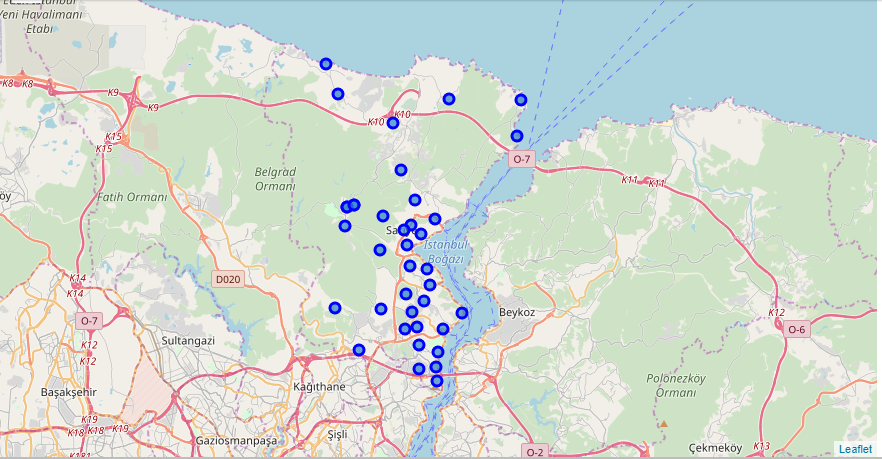 Yeni Havalimanı
Etabı
K8
K8
K9
K9
K10
K10
K15
K15
O-7
K11
K11
Belgrad
Ormanı
Fatih Ormanı
İstanbul
Boğazı
D020
K14
K14
O-7
K12
K12
Beykoz
K12
O-6
Sultangazi
Kağıthane
Polonezköy
Ormanı
Başakşehir
K19
K18
K18
K19
Gaziosmanpaşa
Şişli
181
O-2
Çekmeköy
K13
Leaflet